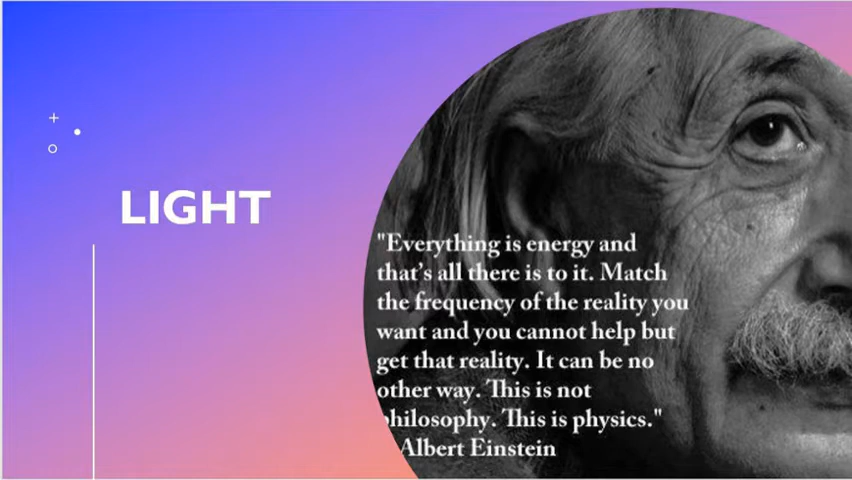 LIGHT
"Everything is energy and
that's all there is to it. Match
the frequency of the reality you
want and you cannot help but
get that reality. It can be no
other way. This is not
philosophy. This is physics."
Albert Einstein